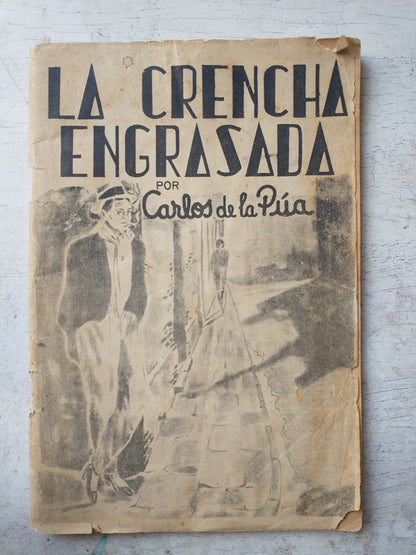 LA CRENCHA
ENGRASADA
POR
Carlos de la Púa